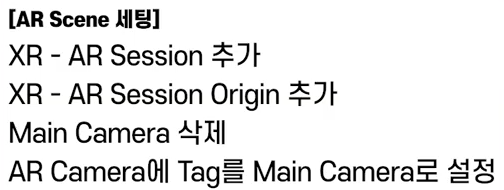 [AR Scene 세팅]
XR - AR Session 추가
XR - AR Session Origin 추가
Main Camera 삭제
AR Camera에 Tag를 Main Camera로 설정